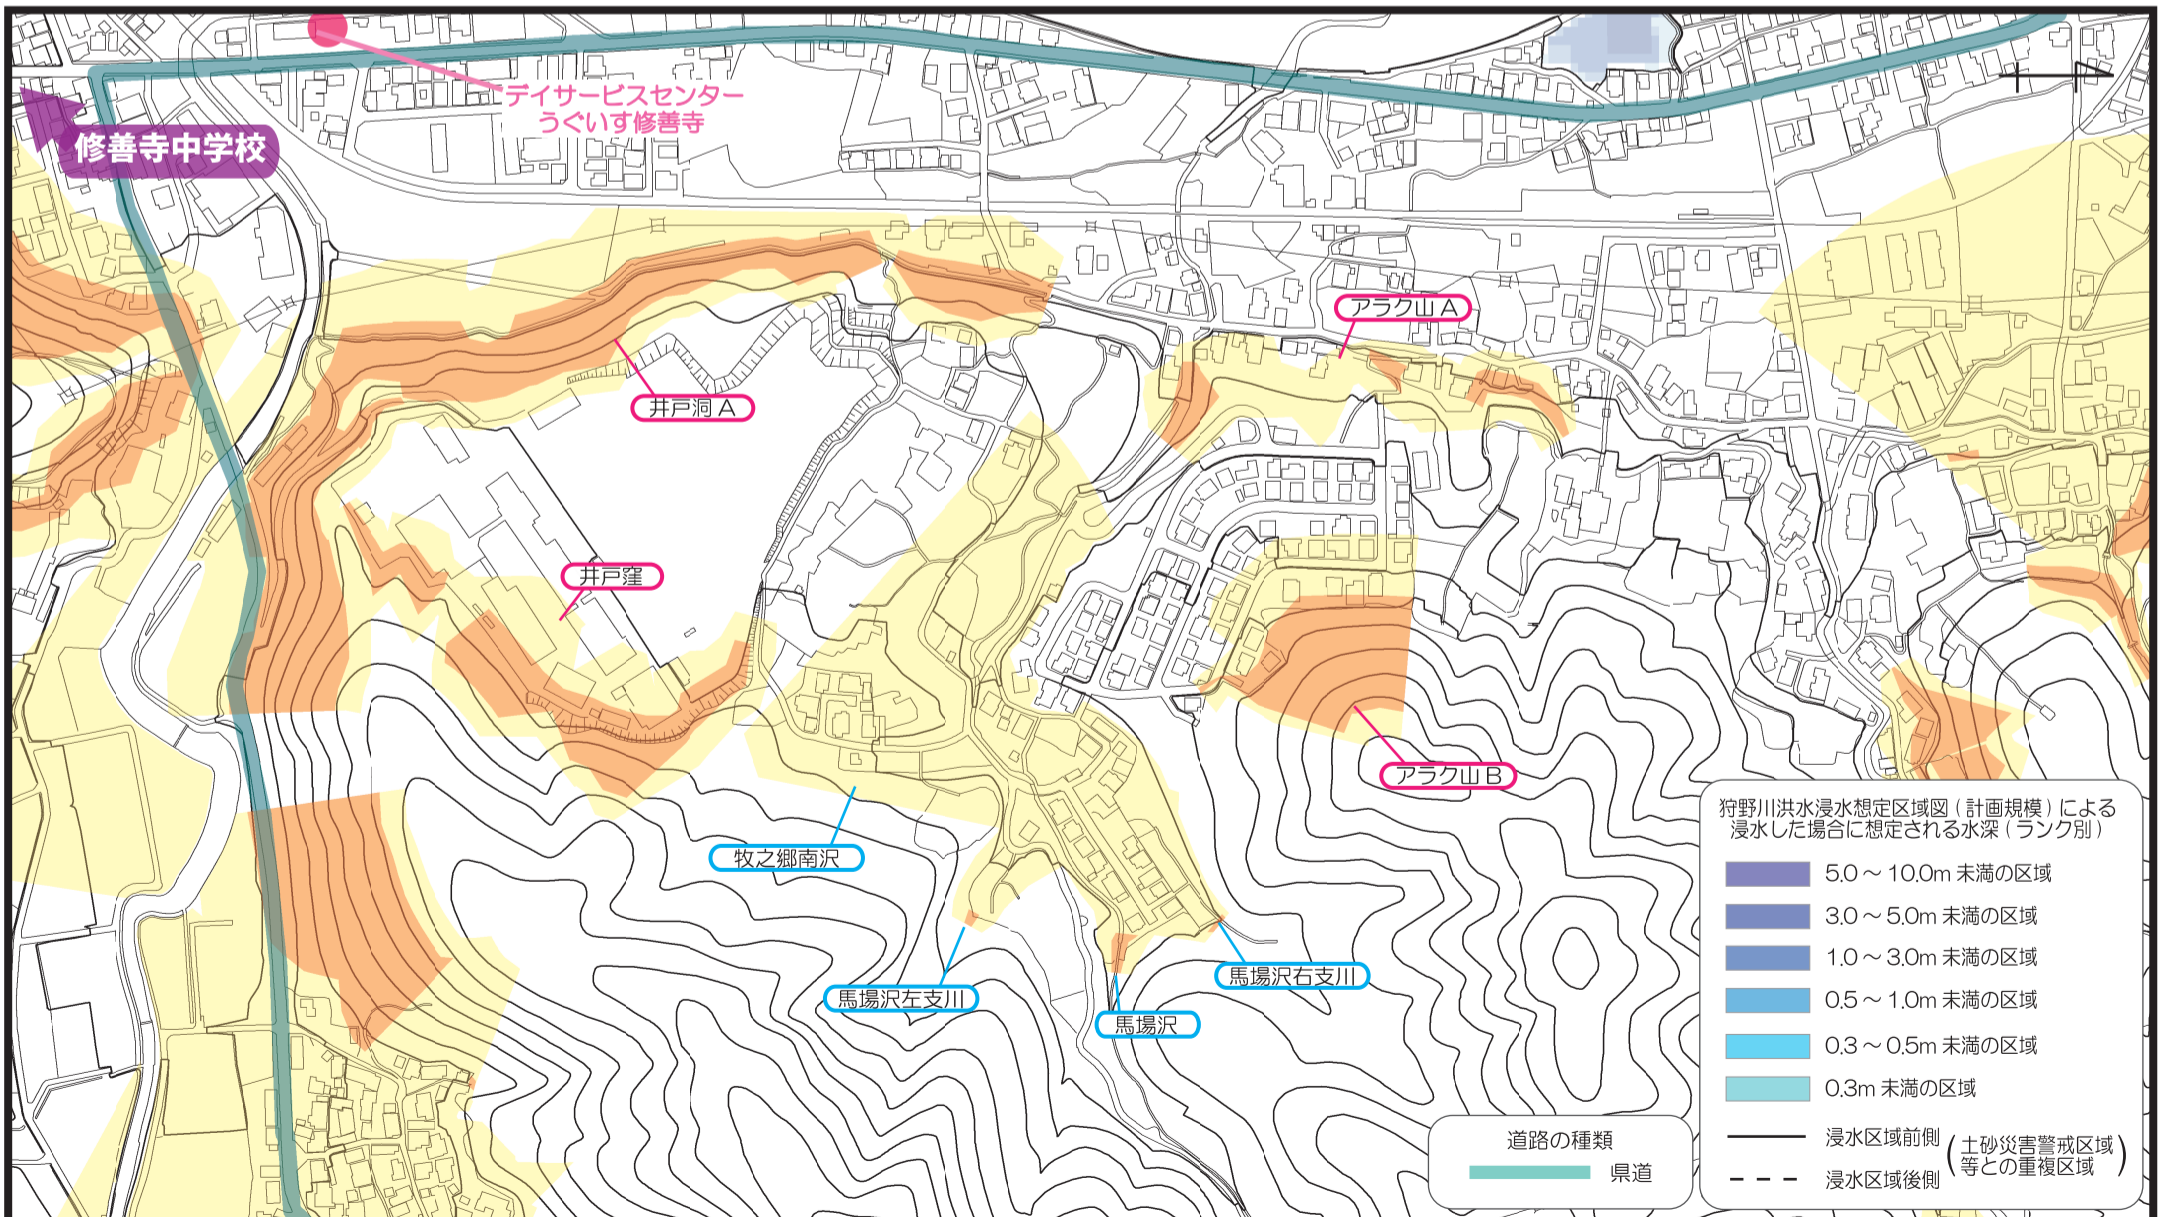 デイサービスセンター
うぐいす修善寺
修善寺中学校
アラク山 A
井戸洞 A
井戸窪
アラク山 B
牧之郷南沢
馬場沢左支川
馬場沢右支川
馬場沢
狩野川洪水浸水想定区域図 ( 計画規模 ) による
浸水した場合に想定される水深 ( ランク別 )
5.0 ～ 10.0m 未満の区域
3.0 ～ 5.0m 未満の区域
1.0 ～ 3.0m 未満の区域
0.5 ～ 1.0m 未満の区域
0.3 ～ 0.5m 未満の区域
0.3m 未満の区域
浸水区域前側
浸水区域後側
( 土砂災害警戒区域
等との重複区域 )
道路の種類
県道